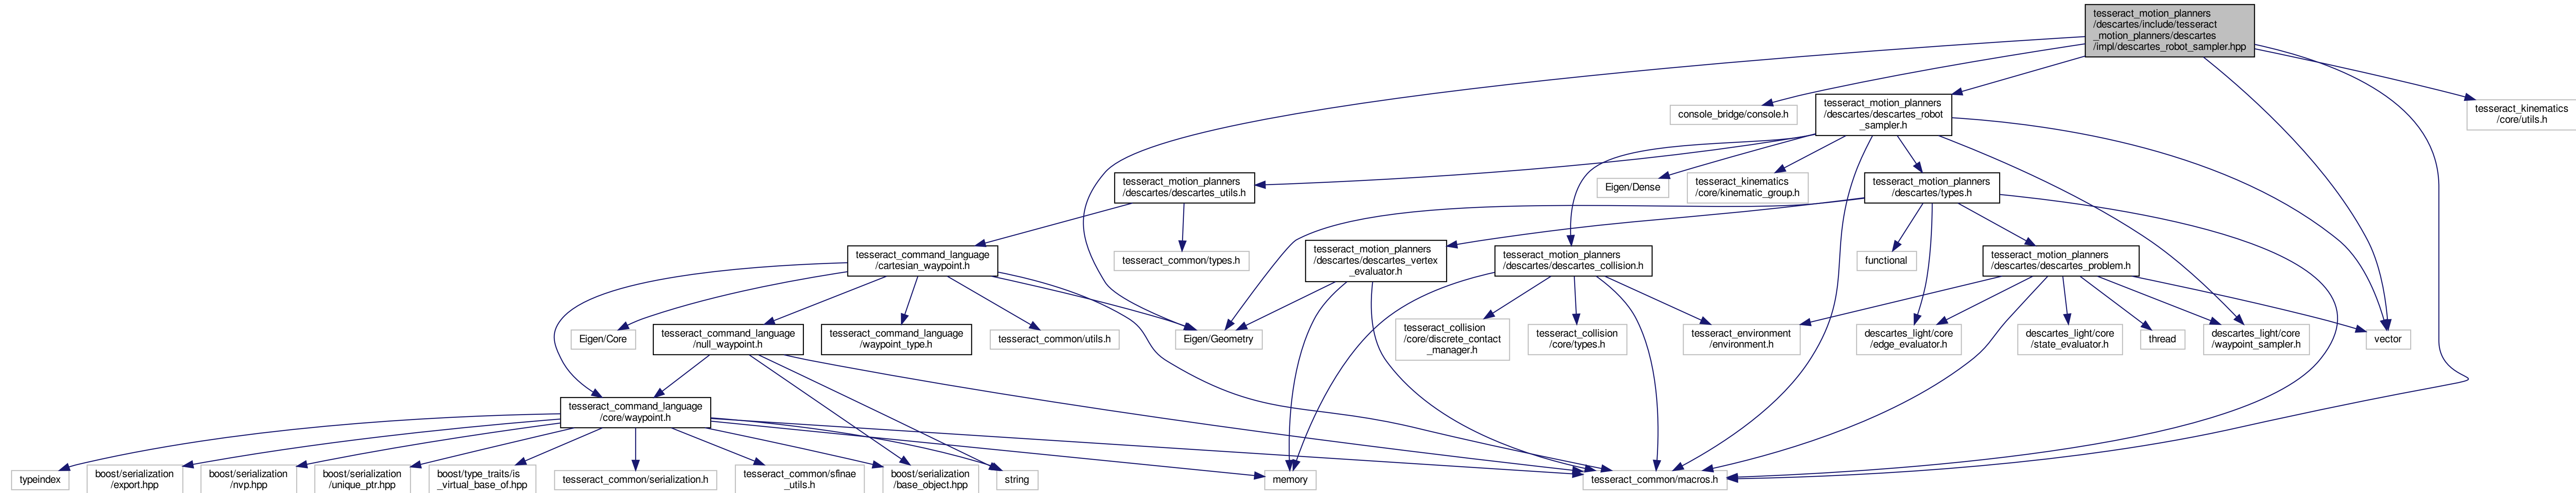 tesseract_motion_planners
/descartes/include/tesseract
_motion_planners/descartes
/impl/descartes_robot_sampler.hpp
console_bridge/console.h
tesseract_motion_planners
/descartes/descartes_robot
_sampler.h
tesseract_kinematics
/core/utils.h
tesseract_motion_planners
/descartes/descartes_utils.h
Eigen/Dense
tesseract_kinematics
/core/kinematic_group.h
tesseract_motion_planners
/descartes/types.h
tesseract_command_language
/cartesian_waypoint.h
tesseract_common/types.h
tesseract_motion_planners
/descartes/descartes_vertex
_evaluator.h
tesseract_motion_planners
/descartes/descartes_collision.h
functional
tesseract_motion_planners
/descartes/descartes_problem.h
Eigen/Core
tesseract_command_language
/null_waypoint.h
tesseract_command_language
/waypoint_type.h
tesseract_common/utils.h
Eigen/Geometry
tesseract_collision
/core/discrete_contact
_manager.h
tesseract_collision
/core/types.h
tesseract_environment
/environment.h
descartes_light/core
/edge_evaluator.h
descartes_light/core
/state_evaluator.h
thread
descartes_light/core
/waypoint_sampler.h
vector
tesseract_command_language
/core/waypoint.h
typeindex
boost/serialization
/export.hpp
boost/serialization
/nvp.hpp
boost/serialization
/unique_ptr.hpp
boost/type_traits/is
_virtual_base_of.hpp
tesseract_common/serialization.h
tesseract_common/sfinae
_utils.h
boost/serialization
/base_object.hpp
string
memory
tesseract_common/macros.h